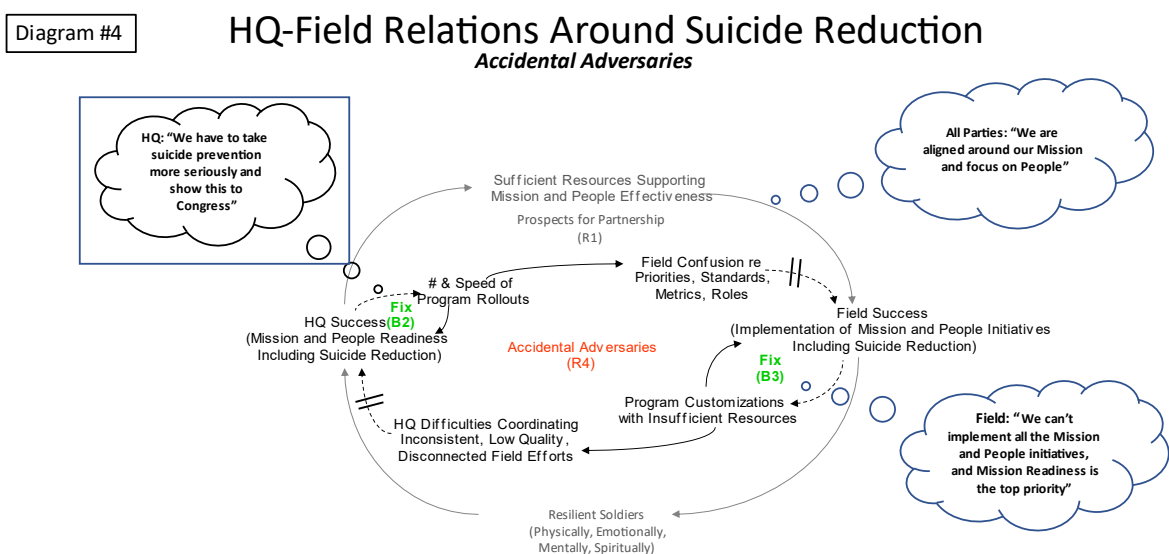 Diagram #4
HQ-Field Relations Around Suicide Reduction
Accidental Adversaries
HQ: “We have to take
suicide prevention
more seriously and
show this to
Congress”
All Parties: “We are
aligned around our Mission
and focus on People”
Sufficient Resources Supporting
Mission and People Effectiveness
Prospects for Partnership
(R1)
# & Speed of
Program Rollouts
Field Confusion re
Priorities, Standards,
Metrics, Roles
Fix
(B2)
HQ Success
(Mission and People Readiness
Including Suicide Reduction)
Field Success
(Implementation of Mission and People Initiatives
Including Suicide Reduction)
Accidental Adversaries
(R4)
Fix
(B3)
Program Customizations
with Insufficient Resources
HQ Difficulties Coordinating
Inconsistent, Low Quality,
Disconnected Field Efforts
Field: “We can’t
implement all the Mission
and People initiatives,
and Mission Readiness is
the top priority”
Resilient Soldiers
(Physically, Emotionally,
Mentally, Spiritually)